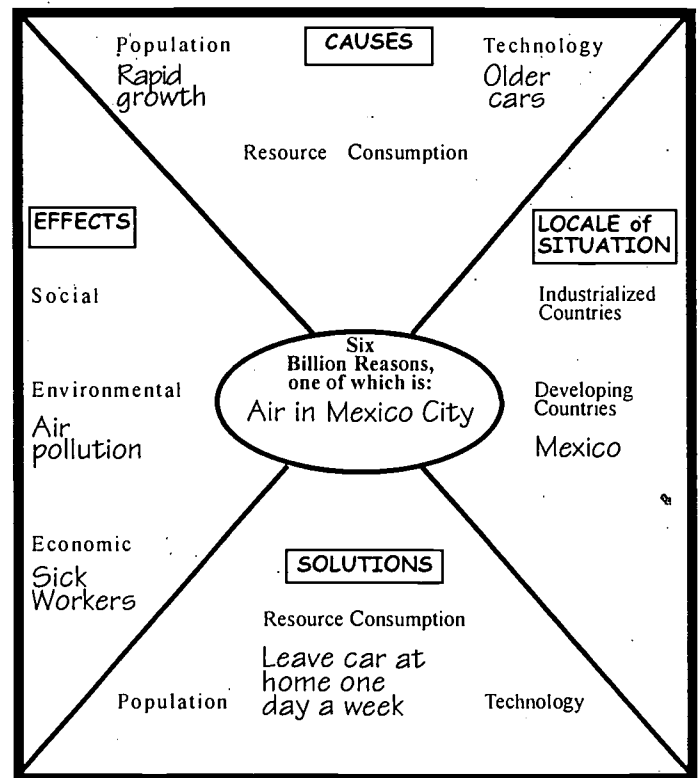 CAUSES
Population
Rapid
growth
Technology
Older
cars
Resource Consumption
EFFECTS
Social
Environmental
Air
pollution
Economic
Sick
Workers
Six
Billion Reasons,
one of which is:
Air in Mexico City
LOCALE of
SITUATION
Industrialized
Countries
Developing
Countries
Mexico
SOLUTIONS
Resource Consumption
Leave car at
home one
day a week
Population
Technology